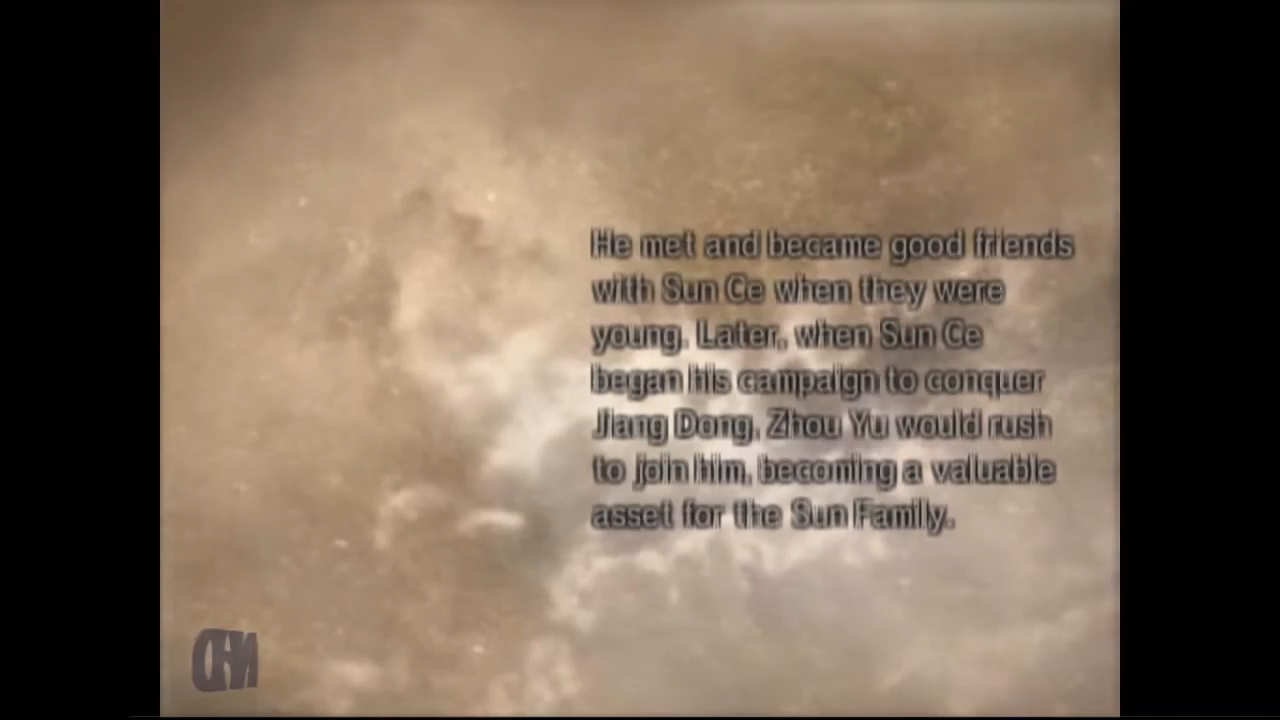 He met and became good friends
with Sun Ce when they were
young. Later, when Sun Ce
began his campaign to conquer
Jiang Dong, Zhou Yu would rush
to join him, becoming a valuable
asset for the Sun Family.